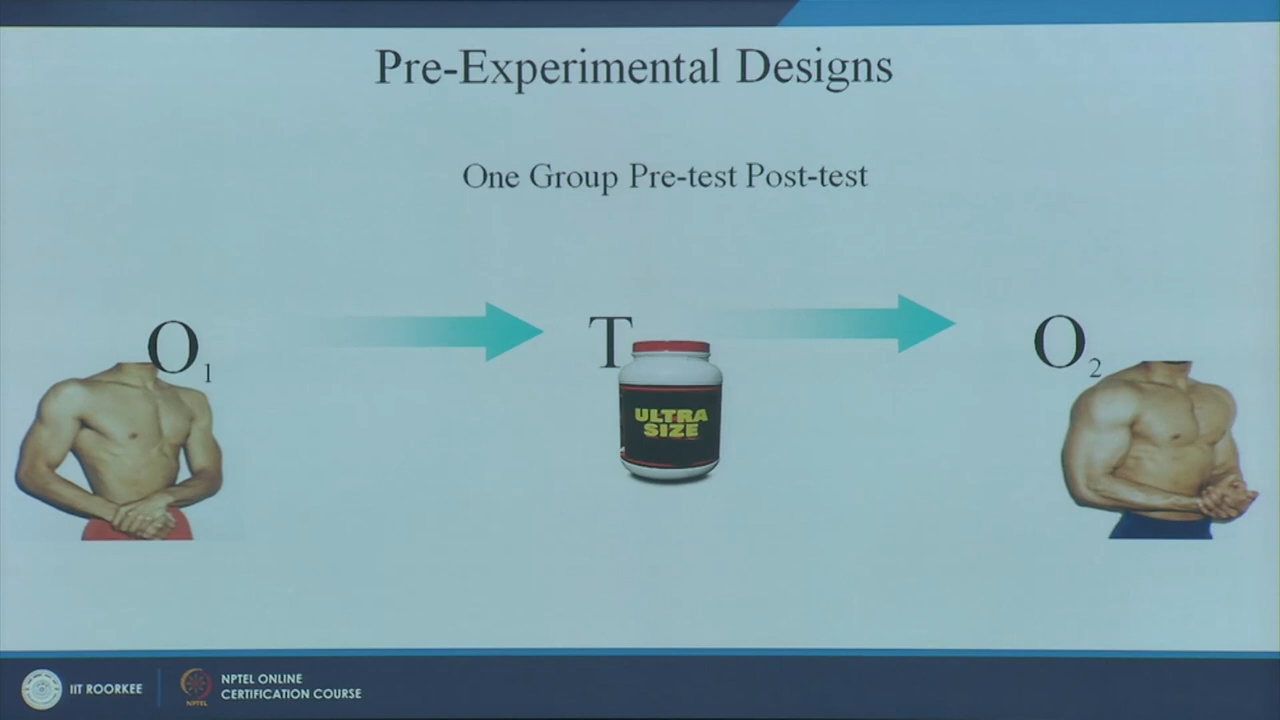 Pre-Experimental Designs
One Group Pre-test Post-test
O1
T
O2
ULTRA
SIZE
IIT ROORKEE
NPTEL
NPTEL ONLINE
CERTIFICATION COURSE